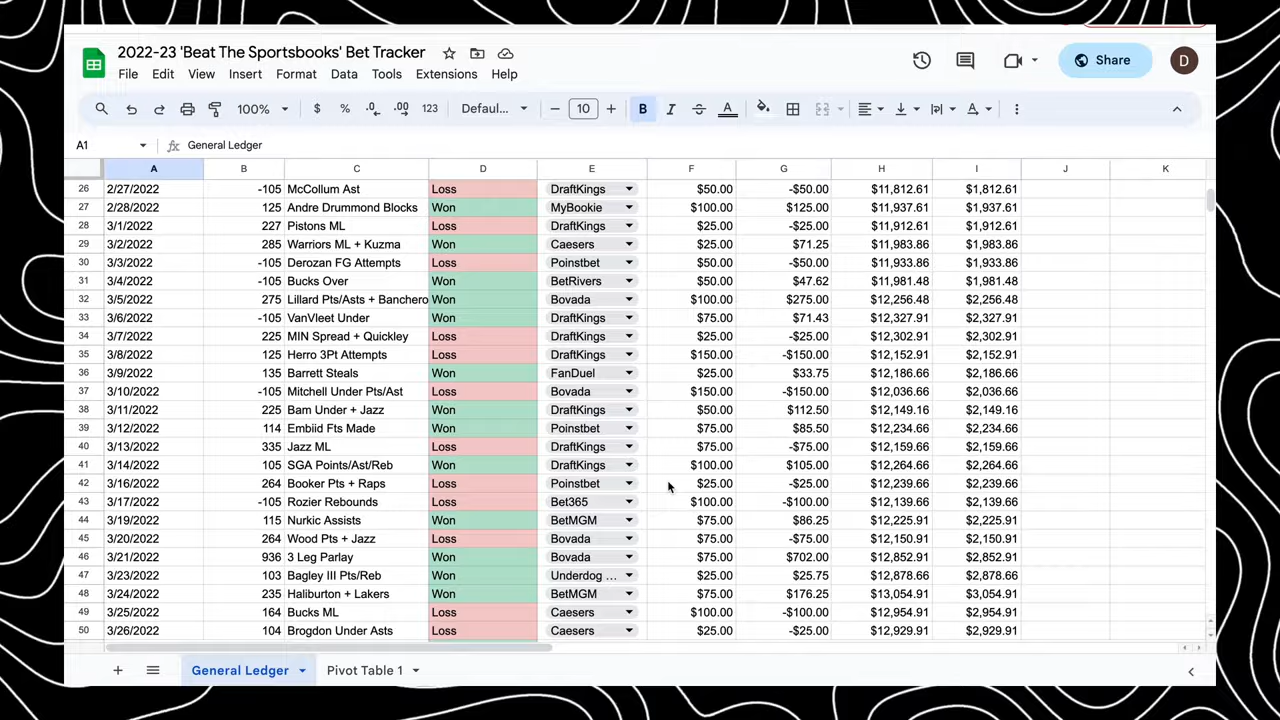 2022-23 'Beat The Sportsbooks' Bet Tracker
Share
D
File Edit View Insert Format Data Tools Extensions Help
100% $ % .0 .00 123 Defaul... 10 B I A
A1 fx General Ledger
A B C D E F G H I J K
26 2/27/2022 -105 McCollum Ast Loss DraftKings $50.00 -$50.00 $11,812.61 $1,812.61
27 2/28/2022 125 Andre Drummond Blocks Won MyBookie $100.00 $125.00 $11,937.61 $1,937.61
28 3/1/2022 227 Pistons ML Loss DraftKings $25.00 -$25.00 $11,912.61 $1,912.61
29 3/2/2022 285 Warriors ML + Kuzma Won Caesers $25.00 $71.25 $11,983.86 $1,983.86
30 3/3/2022 -105 Derozan FG Attempts Loss Poinstbet $50.00 -$50.00 $11,933.86 $1,933.86
31 3/4/2022 -105 Bucks Over Won BetRivers $50.00 $47.62 $11,981.48 $1,981.48
32 3/5/2022 275 Lillard Pts/Asts + Banchero Won Bovada $100.00 $275.00 $12,256.48 $2,256.48
33 3/6/2022 -105 VanVleet Under Won DraftKings $75.00 $71.43 $12,327.91 $2,327.91
34 3/7/2022 225 MIN Spread + Quickley Loss DraftKings $25.00 -$25.00 $12,302.91 $2,302.91
35 3/8/2022 125 Herro 3Pt Attempts Loss DraftKings $150.00 -$150.00 $12,152.91 $2,152.91
36 3/9/2022 135 Barrett Steals Won FanDuel $25.00 $33.75 $12,186.66 $2,186.66
37 3/10/2022 -105 Mitchell Under Pts/Ast Loss Bovada $150.00 -$150.00 $12,036.66 $2,036.66
38 3/11/2022 225 Bam Under + Jazz Won DraftKings $50.00 $112.50 $12,149.16 $2,149.16
39 3/12/2022 114 Embiid Fts Made Won Poinstbet $75.00 $85.50 $12,234.66 $2,234.66
40 3/13/2022 335 Jazz ML Loss DraftKings $75.00 -$75.00 $12,159.66 $2,159.66
41 3/14/2022 105 SGA Points/Ast/Reb Won DraftKings $100.00 $105.00 $12,264.66 $2,264.66
42 3/16/2022 264 Booker Pts + Raps Loss Poinstbet $25.00 -$25.00 $12,239.66 $2,239.66
43 3/17/2022 -105 Rozier Rebounds Loss Bet365 $100.00 -$100.00 $12,139.66 $2,139.66
44 3/19/2022 115 Nurkic Assists Won BetMGM $75.00 $86.25 $12,225.91 $2,225.91
45 3/20/2022 264 Wood Pts + Jazz Loss Bovada $75.00 -$75.00 $12,150.91 $2,150.91
46 3/21/2022 936 3 Leg Parlay Won Bovada $75.00 $702.00 $12,852.91 $2,852.91
47 3/23/2022 103 Bagley III Pts/Reb Won Underdog ... $25.00 $25.75 $12,878.66 $2,878.66
48 3/24/2022 235 Haliburton + Lakers Won BetMGM $75.00 $176.25 $13,054.91 $3,054.91
49 3/25/2022 164 Bucks ML Loss Caesers $100.00 -$100.00 $12,954.91 $2,954.91
50 3/26/2022 104 Brogdon Under Asts Loss Caesers $25.00 -$25.00 $12,929.91 $2,929.91
General Ledger Pivot Table 1